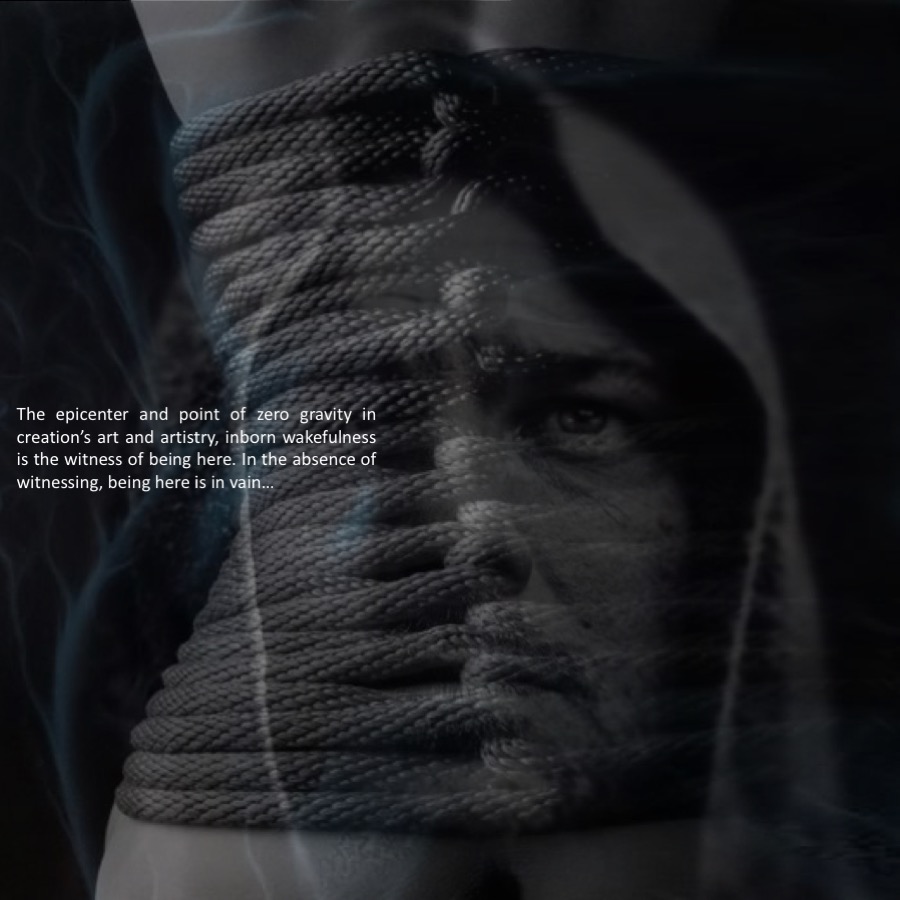 The epicenter and point of zero gravity in
creation’s art and artistry, inborn wakefulness
is the witness of being here. In the absence of
witnessing, being here is in vain…